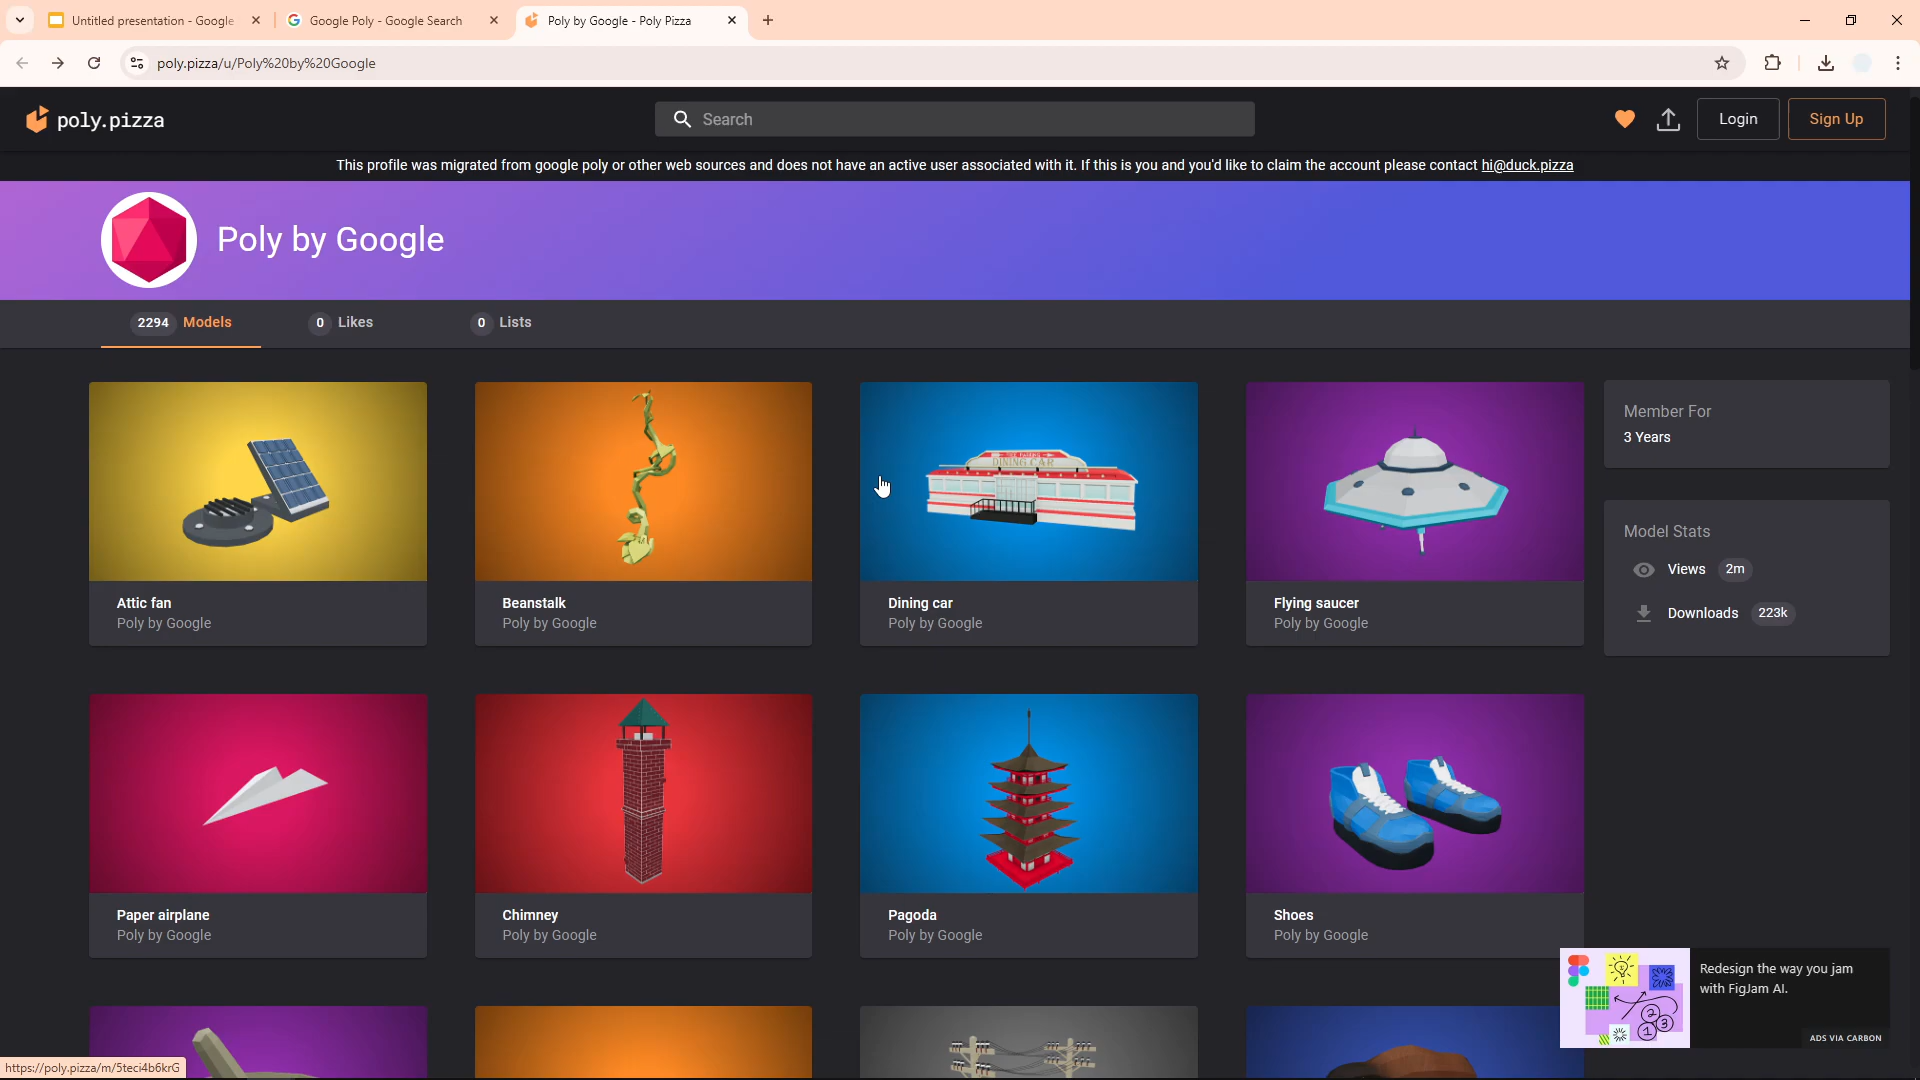 Untitled presentation - Google
Google Poly - Google Search
Poly by Google - Poly Pizza
poly.pizza/u/Poly%20by%20Google
poly.pizza
Search
Login
Sign Up
This profile was migrated from google poly or other web sources and does not have an active user associated with it. If this is you and you'd like to claim the account please contact hi@duck.pizza
Poly by Google
2294 Models
0 Likes
0 Lists
DINING CAR
Attic fan
Poly by Google
Beanstalk
Poly by Google
Dining car
Poly by Google
Flying saucer
Poly by Google
Member For
3 Years
Model Stats
Views 2m
Downloads 223k
Paper airplane
Poly by Google
Chimney
Poly by Google
Pagoda
Poly by Google
Shoes
Poly by Google
Redesign the way you jam
with FigJam AI.
ADS VIA CARBON
1
2
3
https://poly.pizza/m/5teci4b6krG